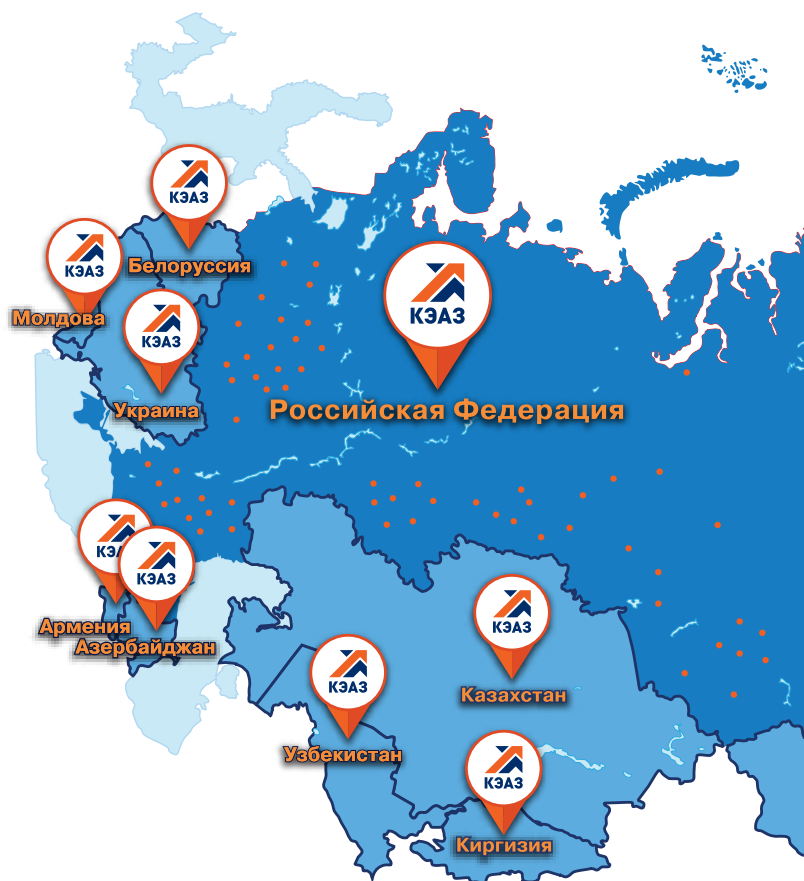 КЭАЗ
Белоруссия
КЭАЗ
Молдова
КЭАЗ
Украина
КЭАЗ
Российская Федерация
КЭАЗ
Армения
КЭАЗ
Азербайджан
КЭАЗ
Казахстан
КЭАЗ
Узбекистан
КЭАЗ
Киргизия